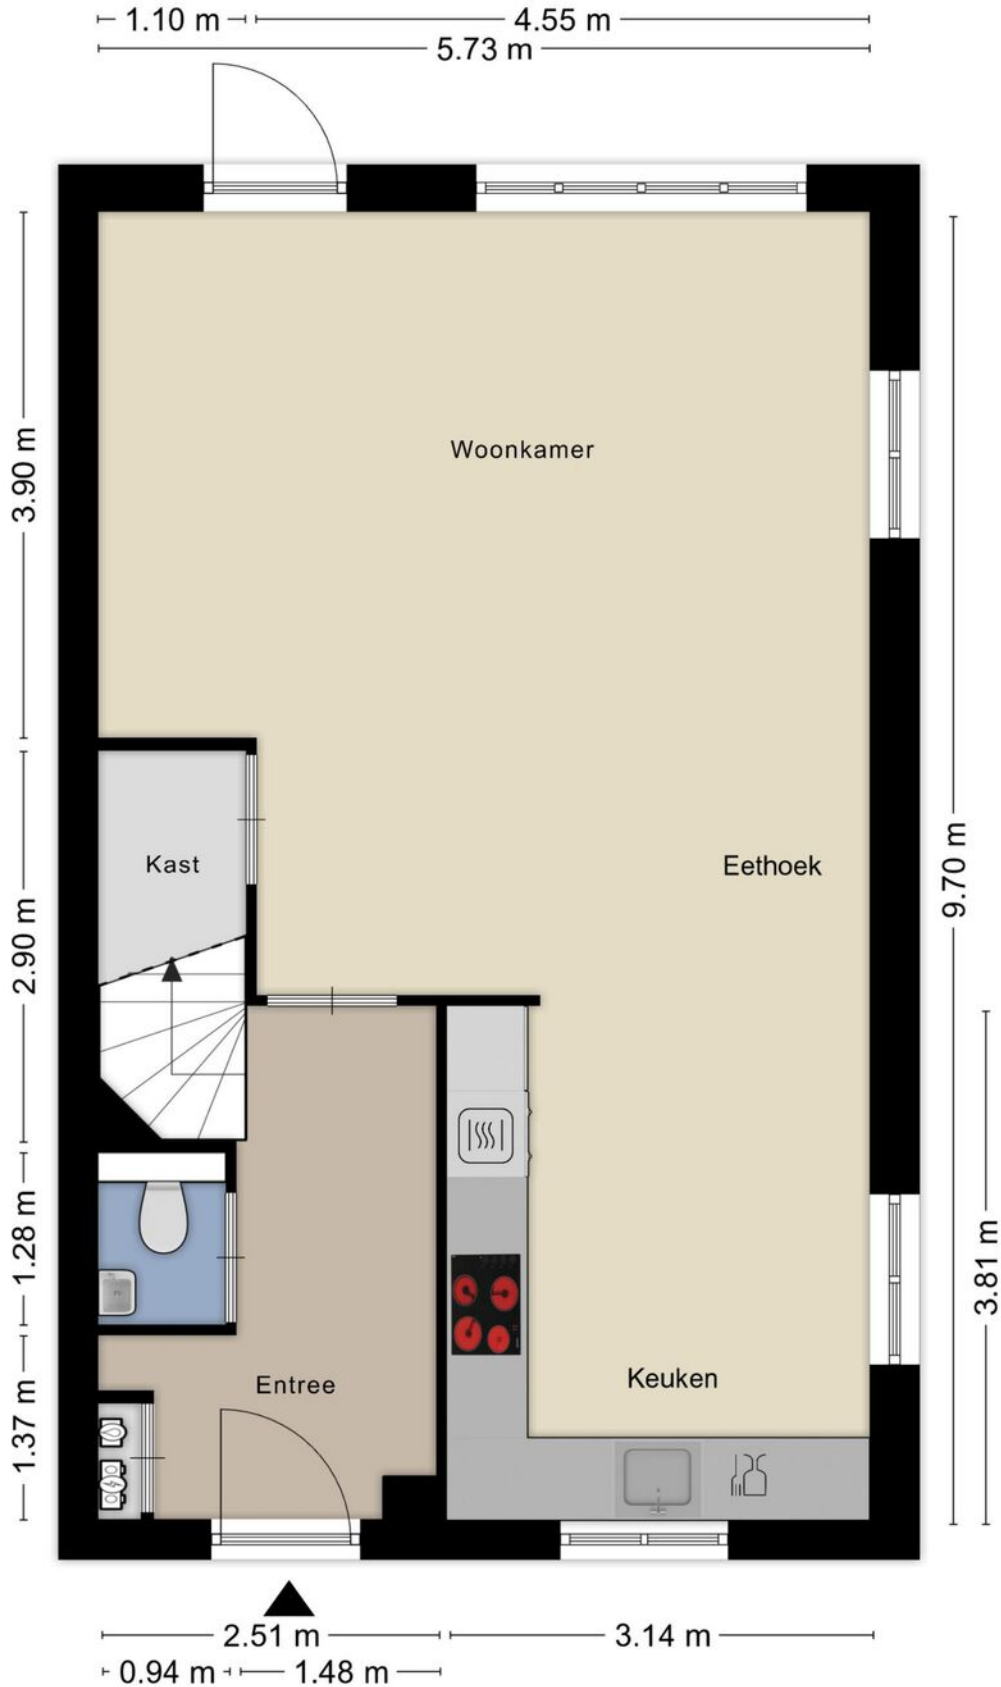 1.10 m
4.55 m
5.73 m
Woonkamer
3.90 m
Kast
Eethoek
9.70 m
2.90 m
1.28 m
3.81 m
Keuken
Entree
1.37 m
2.51 m
3.14 m
0.94 m
1.48 m